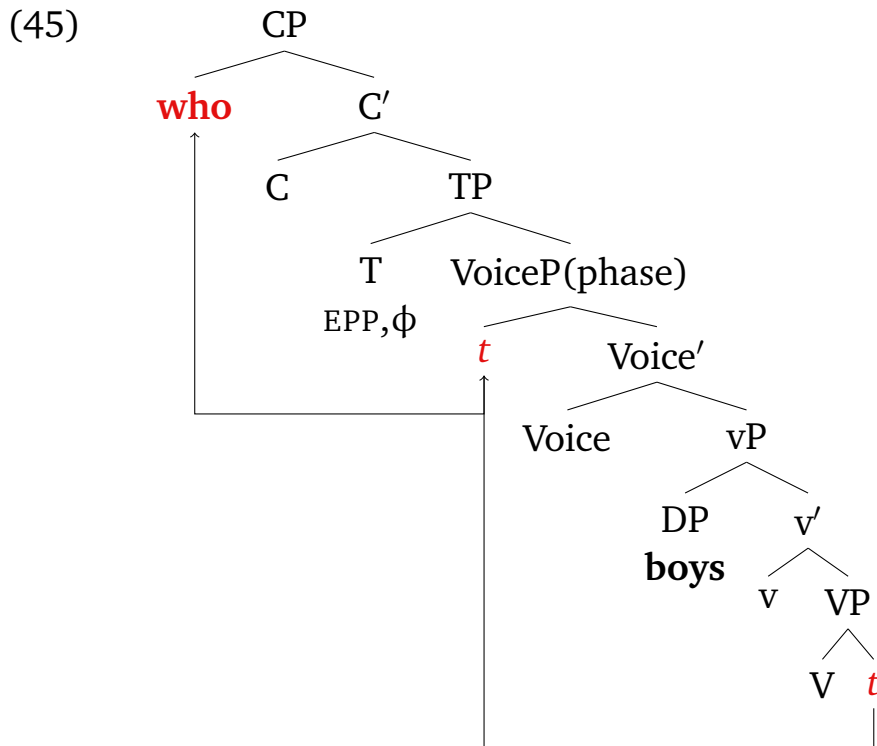 (45) CP
who C′
C TP
T VoiceP(phase)
EPP,ϕ
t Voice′
Voice vP
DP v′
boys
v VP
V t